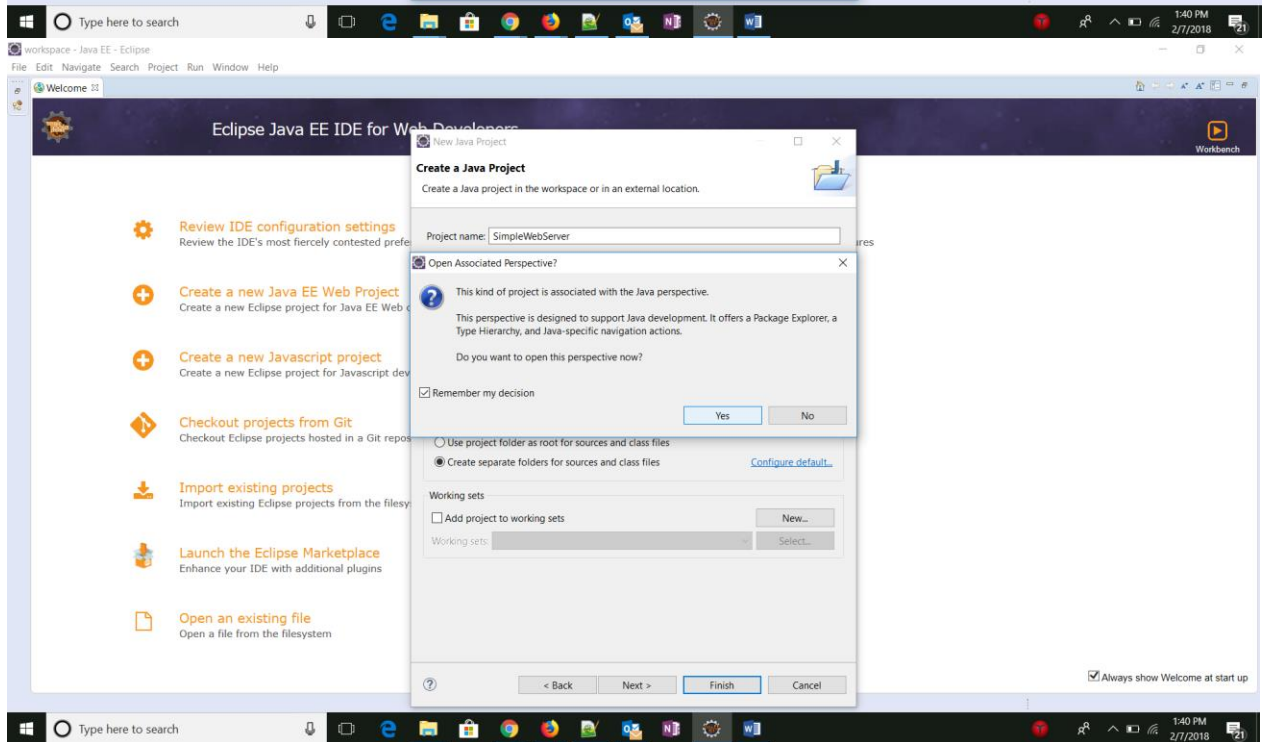 Type here to search
1:40 PM
2/7/2018
21
workspace - Java EE - Eclipse
File Edit Navigate Search Project Run Window Help
Welcome
Eclipse Java EE IDE for Web Developers
Workbench
Review IDE configuration settings
Review the IDE's most fiercely contested prefe
ures
Create a new Java EE Web Project
Create a new Eclipse project for Java EE Web
Create a new Javascript project
Create a new Eclipse project for Javascript dev
Checkout projects from Git
Checkout Eclipse projects hosted in a Git repos
Import existing projects
Import existing Eclipse projects from the filesy
Launch the Eclipse Marketplace
Enhance your IDE with additional plugins
Open an existing file
Open a file from the filesystem
New Java Project
Create a Java Project
Create a Java project in the workspace or in an external location.
Project name: SimpleWebServer
Open Associated Perspective?
This kind of project is associated with the Java perspective.
This perspective is designed to support Java development. It offers a Package Explorer, a
Type Hierarchy, and Java-specific navigation actions.
Do you want to open this perspective now?
Remember my decision
Yes No
Use project folder as root for sources and class files
Create separate folders for sources and class files Configure default...
Working sets
Add project to working sets New...
Working sets: Select...
< Back Next > Finish Cancel
Always show Welcome at start up
Type here to search
1:40 PM
2/7/2018
21